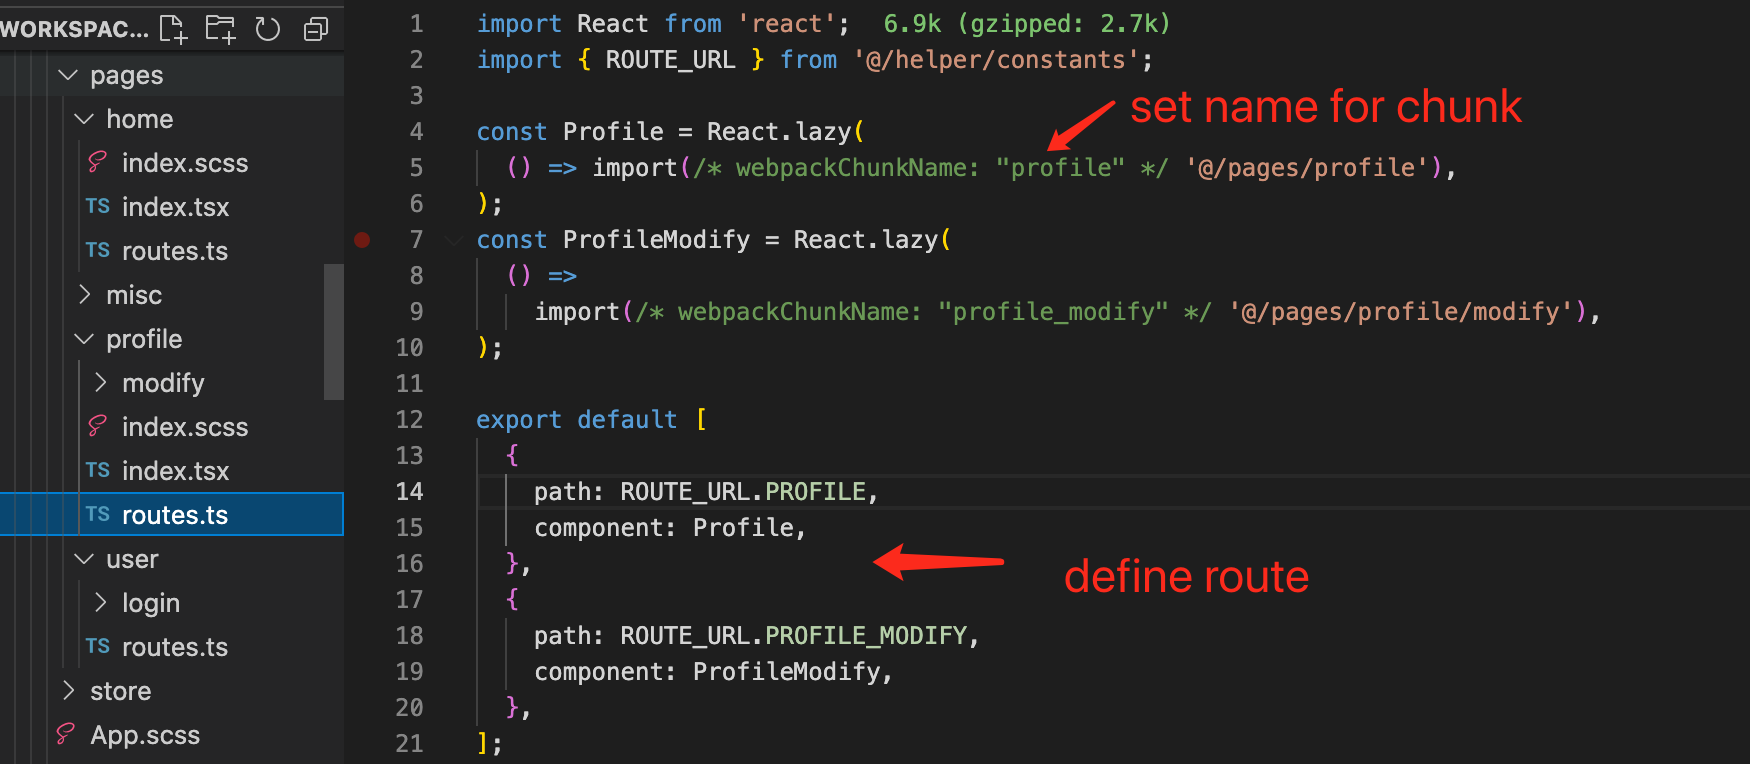 WORKSPAC...
pages
home
index.scss
TS index.tsx
TS routes.ts
misc
profile
modify
index.scss
TS index.tsx
TS routes.ts
user
login
TS routes.ts
store
App.scss
1 import React from 'react'; 6.9k (gzipped: 2.7k)
2 import { ROUTE_URL } from '@/helper/constants';
3
set name for chunk
4 const Profile = React.lazy(
5 () => import(/* webpackChunkName: "profile" */ '@/pages/profile'),
6 );
7 const ProfileModify = React.lazy(
8 () =>
9 import(/* webpackChunkName: "profile_modify" */ '@/pages/profile/modify'),
10 );
11
12 export default [
13 {
14 path: ROUTE_URL.PROFILE,
15 component: Profile,
16 },
define route
17 {
18 path: ROUTE_URL.PROFILE_MODIFY,
19 component: ProfileModify,
20 },
21 ];